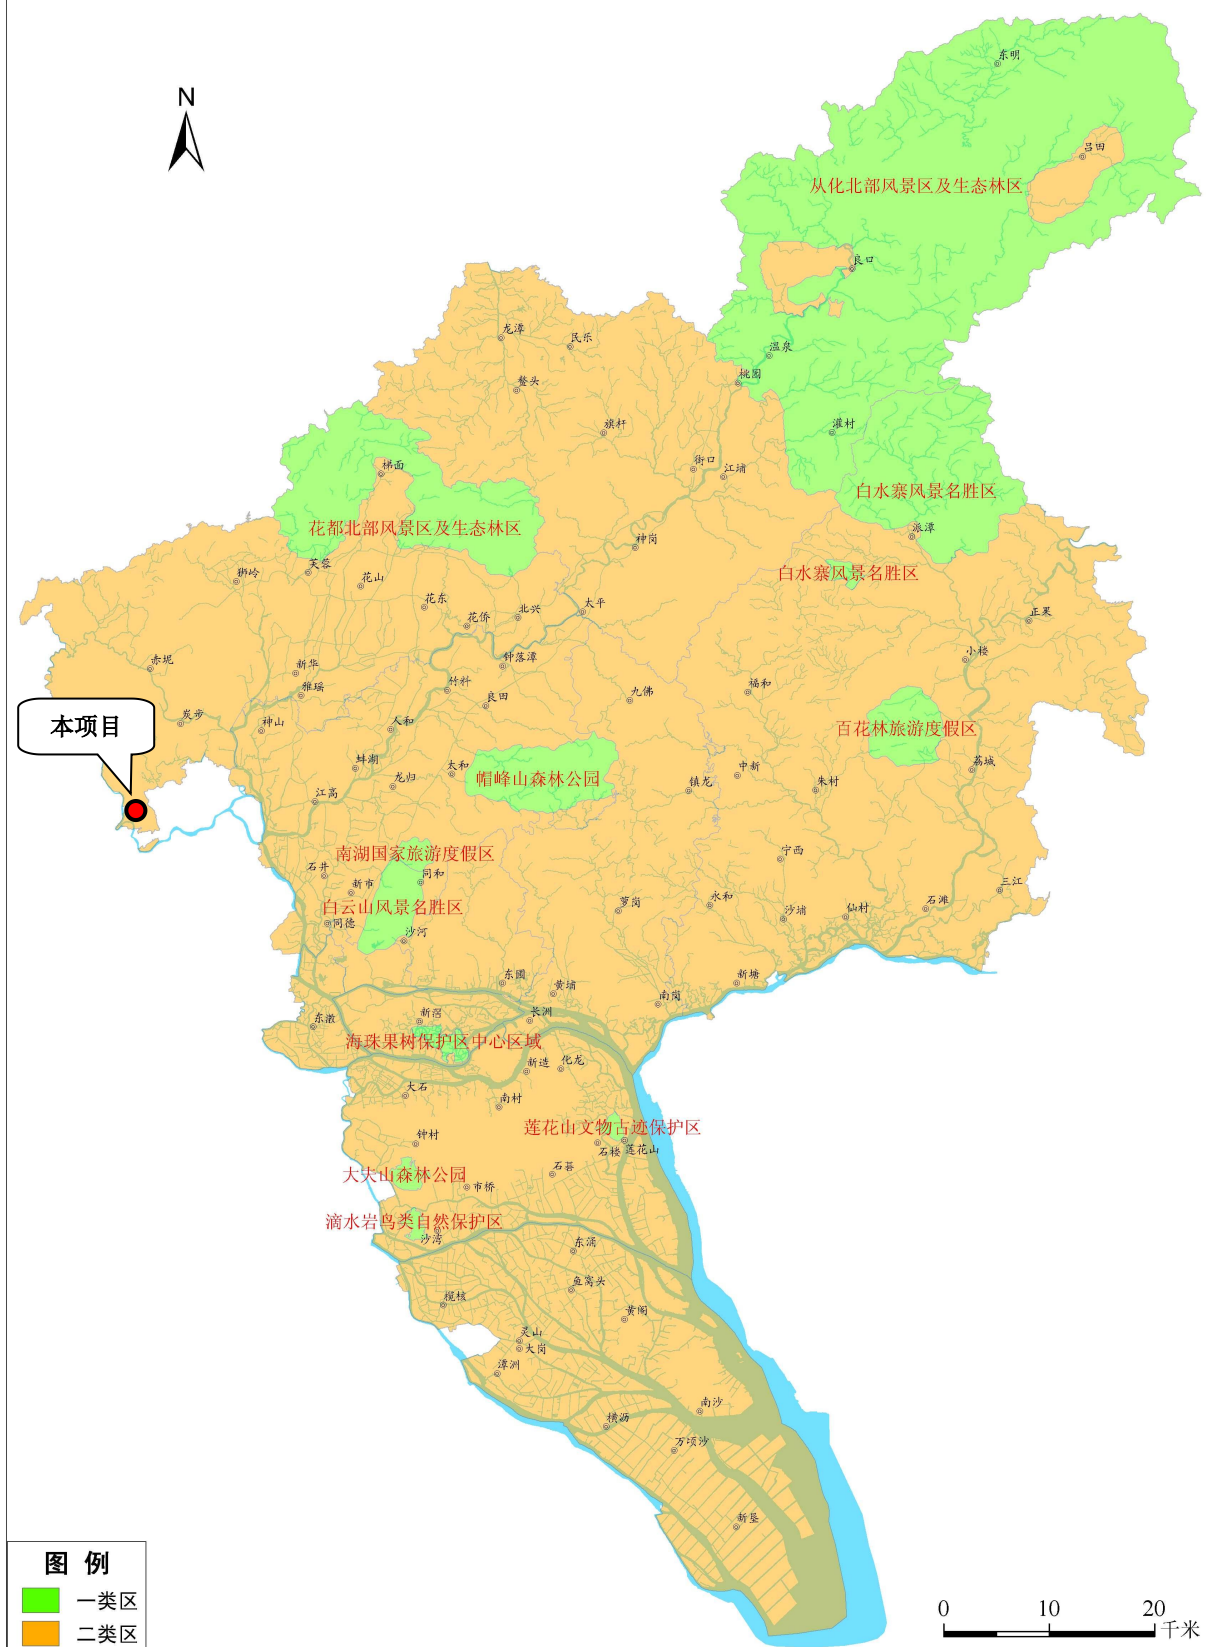 N
东明
吕田
从化北部风景区及生态林区
良口
龙潭
民乐
温泉
桃园
鳌头
旗杆
灌村
街口
江埔
梯面
白水寨风景名胜区
花都北部风景区及生态林区
派潭
神岗
芙蓉
狮岭
花山
白水寨风景名胜区
花东
北兴
太平
花侨
正果
小楼
钟落潭
赤坭
新华
雅瑶
竹料
良田
九佛
福和
炭步
神山
人和
本项目
百花林旅游度假区
蚌湖
太和
龙归
帽峰山森林公园
中新
镇龙
朱村
荔城
江高
南湖国家旅游度假区
宁西
石井
新市
同和
三江
白云山风景名胜区
萝岗
永和
沙埔
仙村
石滩
同德
沙河
东圃
黄埔
新塘
南岗
东漖
新滘
长洲
海珠果树保护区中心区域
新造
化龙
大石
南村
莲花山文物古迹保护区
钟村
石楼
莲花山
大夫山森林公园
石碁
市桥
滴水岩鸟类自然保护区
沙湾
东涌
鱼窝头
榄核
黄阁
灵山
大岗
潭洲
南沙
横沥
万顷沙
新垦
图 例
一类区
二类区
0 10 20
千米